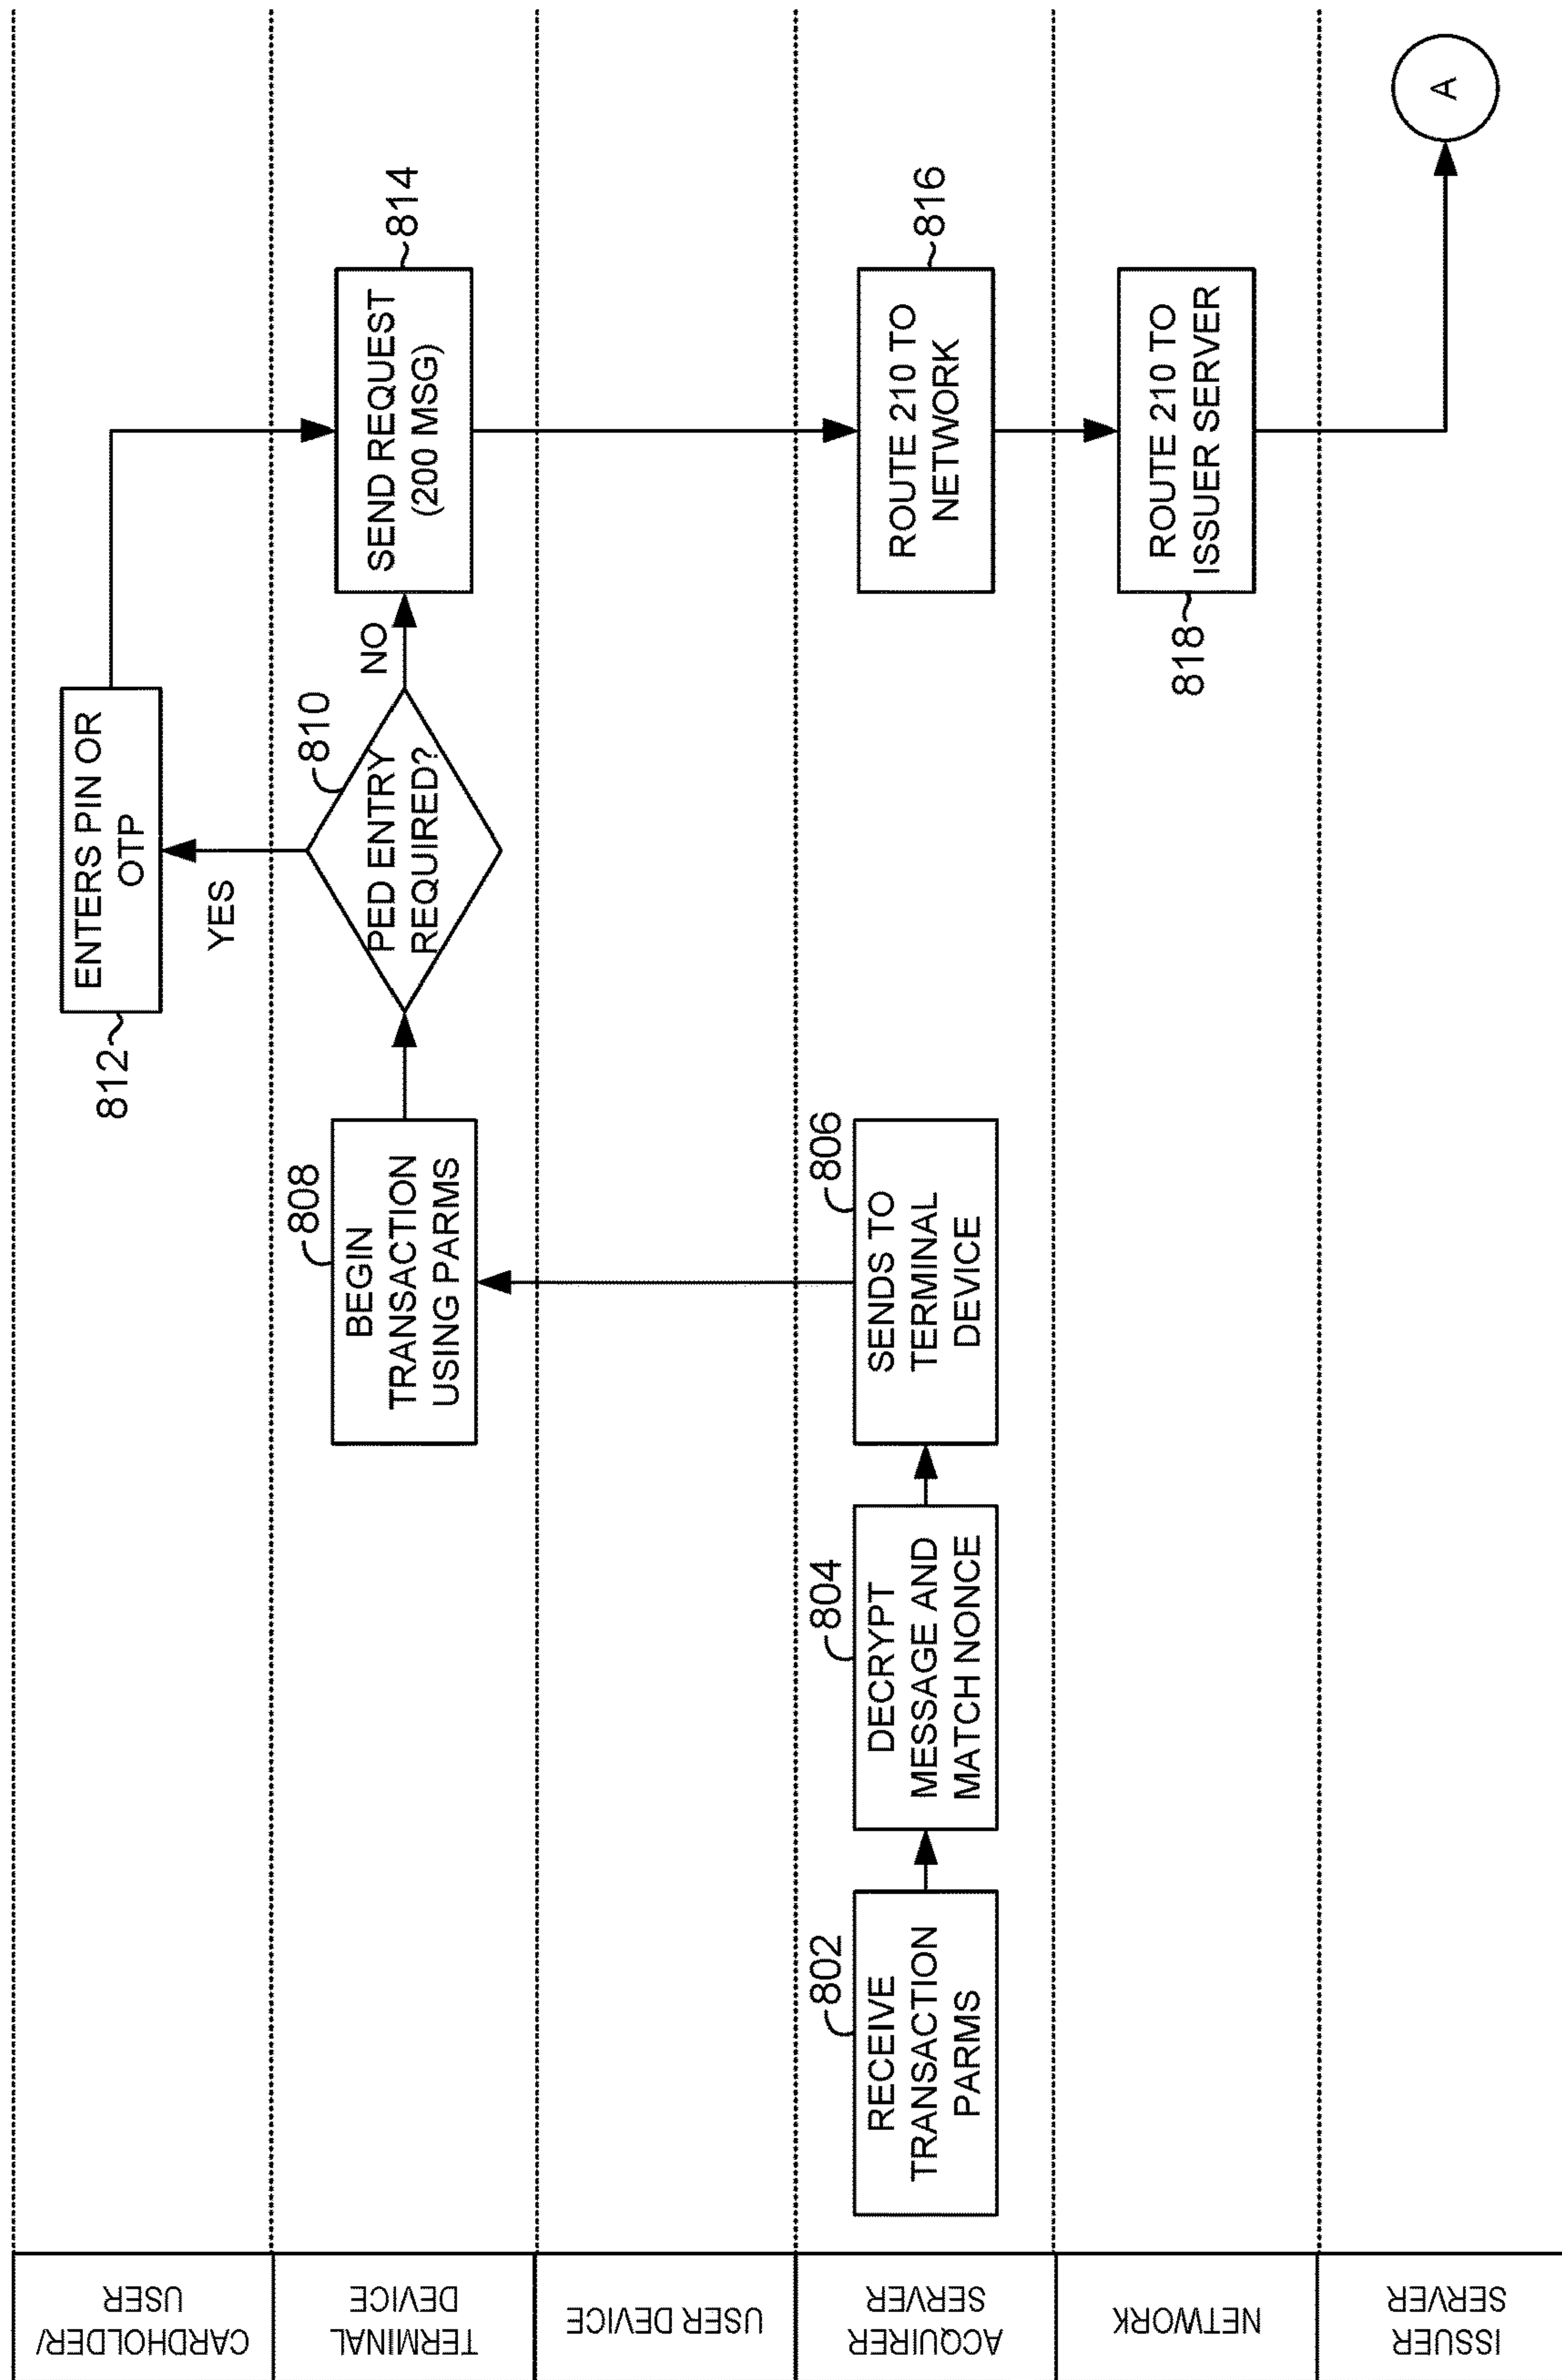 CARDHOLDER/
USER
TERMINAL
DEVICE
USER DEVICE
ACQUIRER
SERVER
NETWORK
ISSUER
SERVER
802
RECEIVE
TRANSACTION
PARMS
804
DECRYPT
MESSAGE AND
MATCH NONCE
806
SENDS TO
TERMINAL
DEVICE
808
BEGIN
TRANSACTION
USING PARMS
810
PED ENTRY
REQUIRED?
YES
NO
812
ENTERS PIN OR
OTP
814
SEND REQUEST
(200 MSG)
816
ROUTE 210 TO
NETWORK
818
ROUTE 210 TO
ISSUER SERVER
A